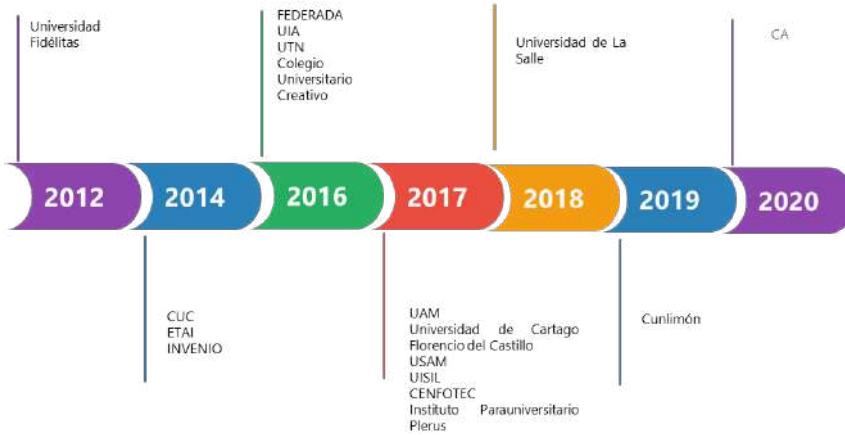 Universidad
Fidélitas
FEDERADA
UIA
UTN
Colegio
Universitario
Creativo
Universidad de La
Salle
CA
2012
2014
2016
2017
2018
2019
2020
CUC
ETAI
INVENIO
UAM
Universidad de Cartago
Florencio del Castillo
USAM
UISIL
CENFOTEC
Instituto Parauniversitario
Plerus
Cunlimón